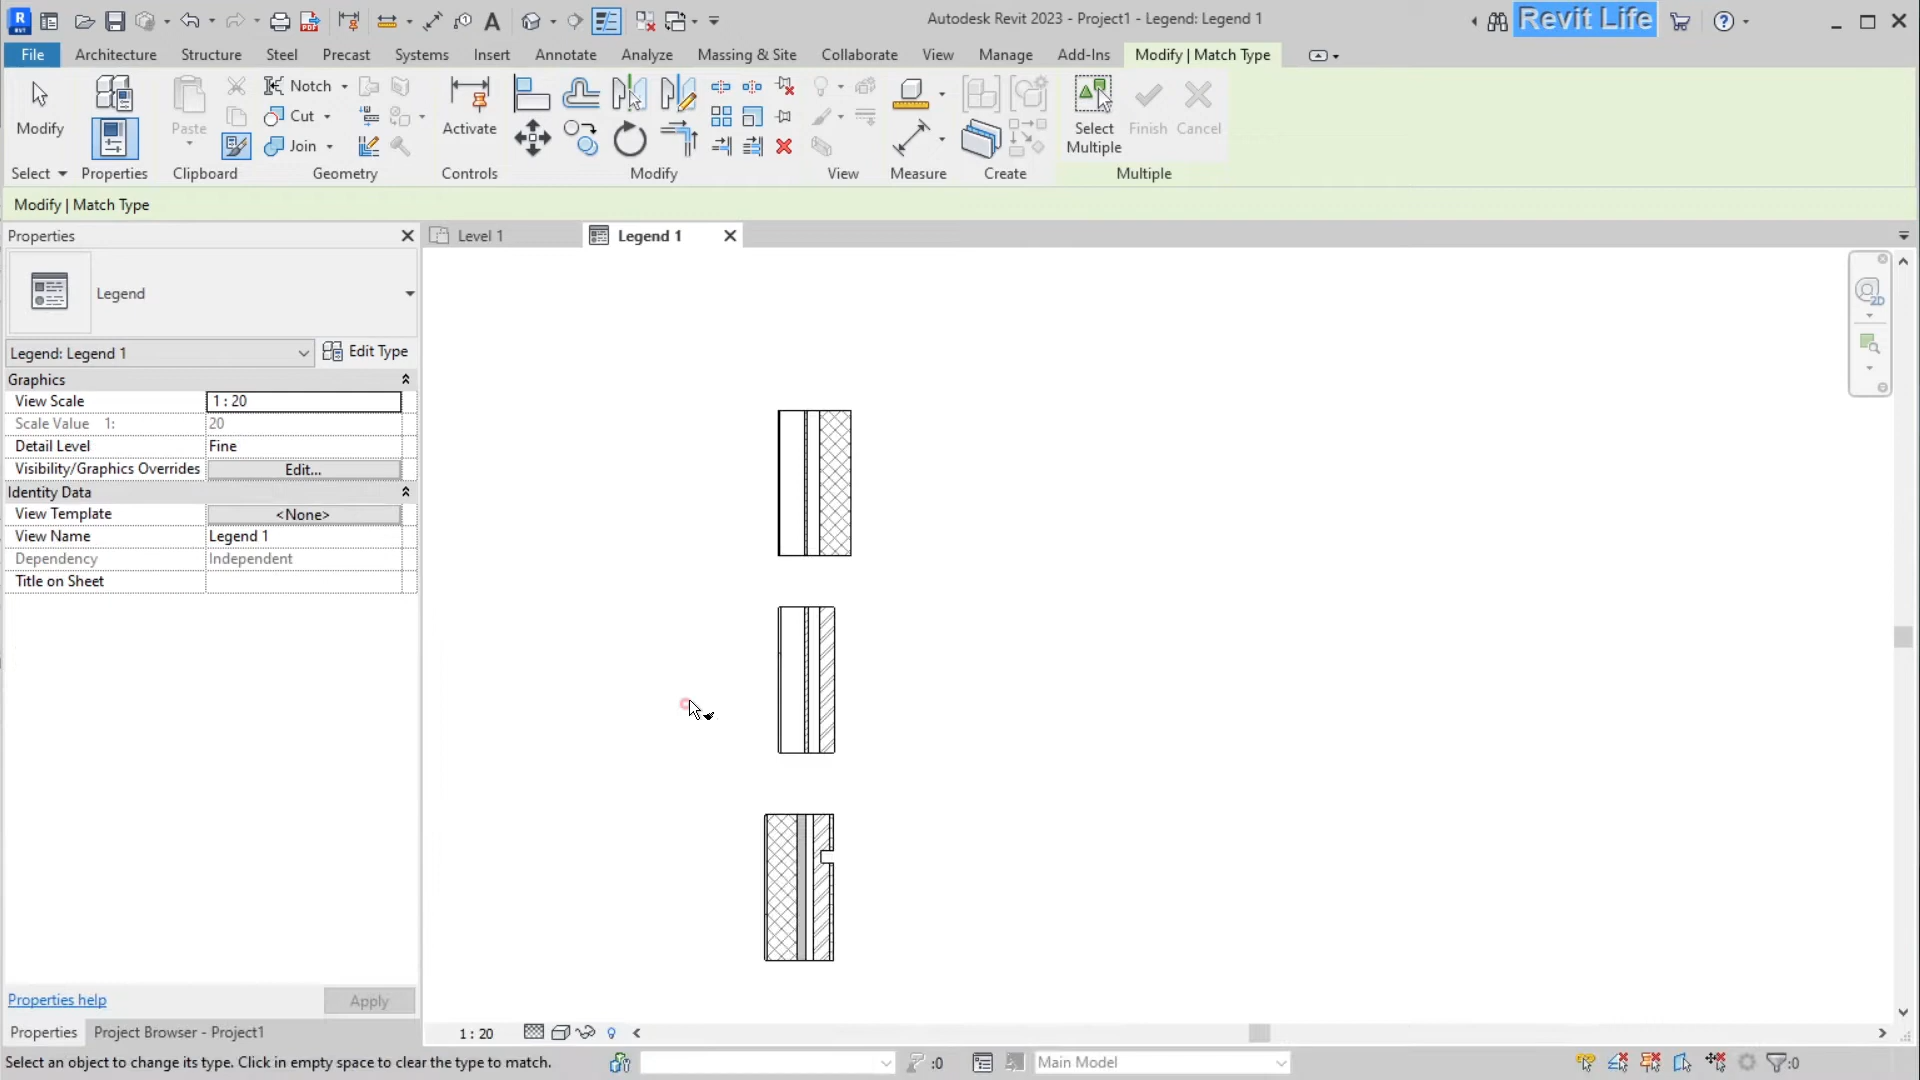 Autodesk Revit 2023 - Project1 - Legend: Legend 1
Revit Life
File Architecture Structure Steel Precast Systems Insert Annotate Analyze Massing & Site Collaborate View Manage Add-Ins Modify | Match Type
Modify
Paste
Notch
Cut
Join
Activate
Select Multiple
Finish
Cancel
Select Properties Clipboard Geometry Controls Modify View Measure Create Multiple
Modify | Match Type
Properties
Level 1
Legend 1
Legend
Legend: Legend 1
Edit Type
Graphics
View Scale 1 : 20
Scale Value 1: 20
Detail Level Fine
Visibility/Graphics Overrides Edit...
Identity Data
View Template <None>
View Name Legend 1
Dependency Independent
Title on Sheet
2D
Properties help
Apply
Properties Project Browser - Project1
1 : 20
Select an object to change its type. Click in empty space to clear the type to match.
:0
Main Model
:0